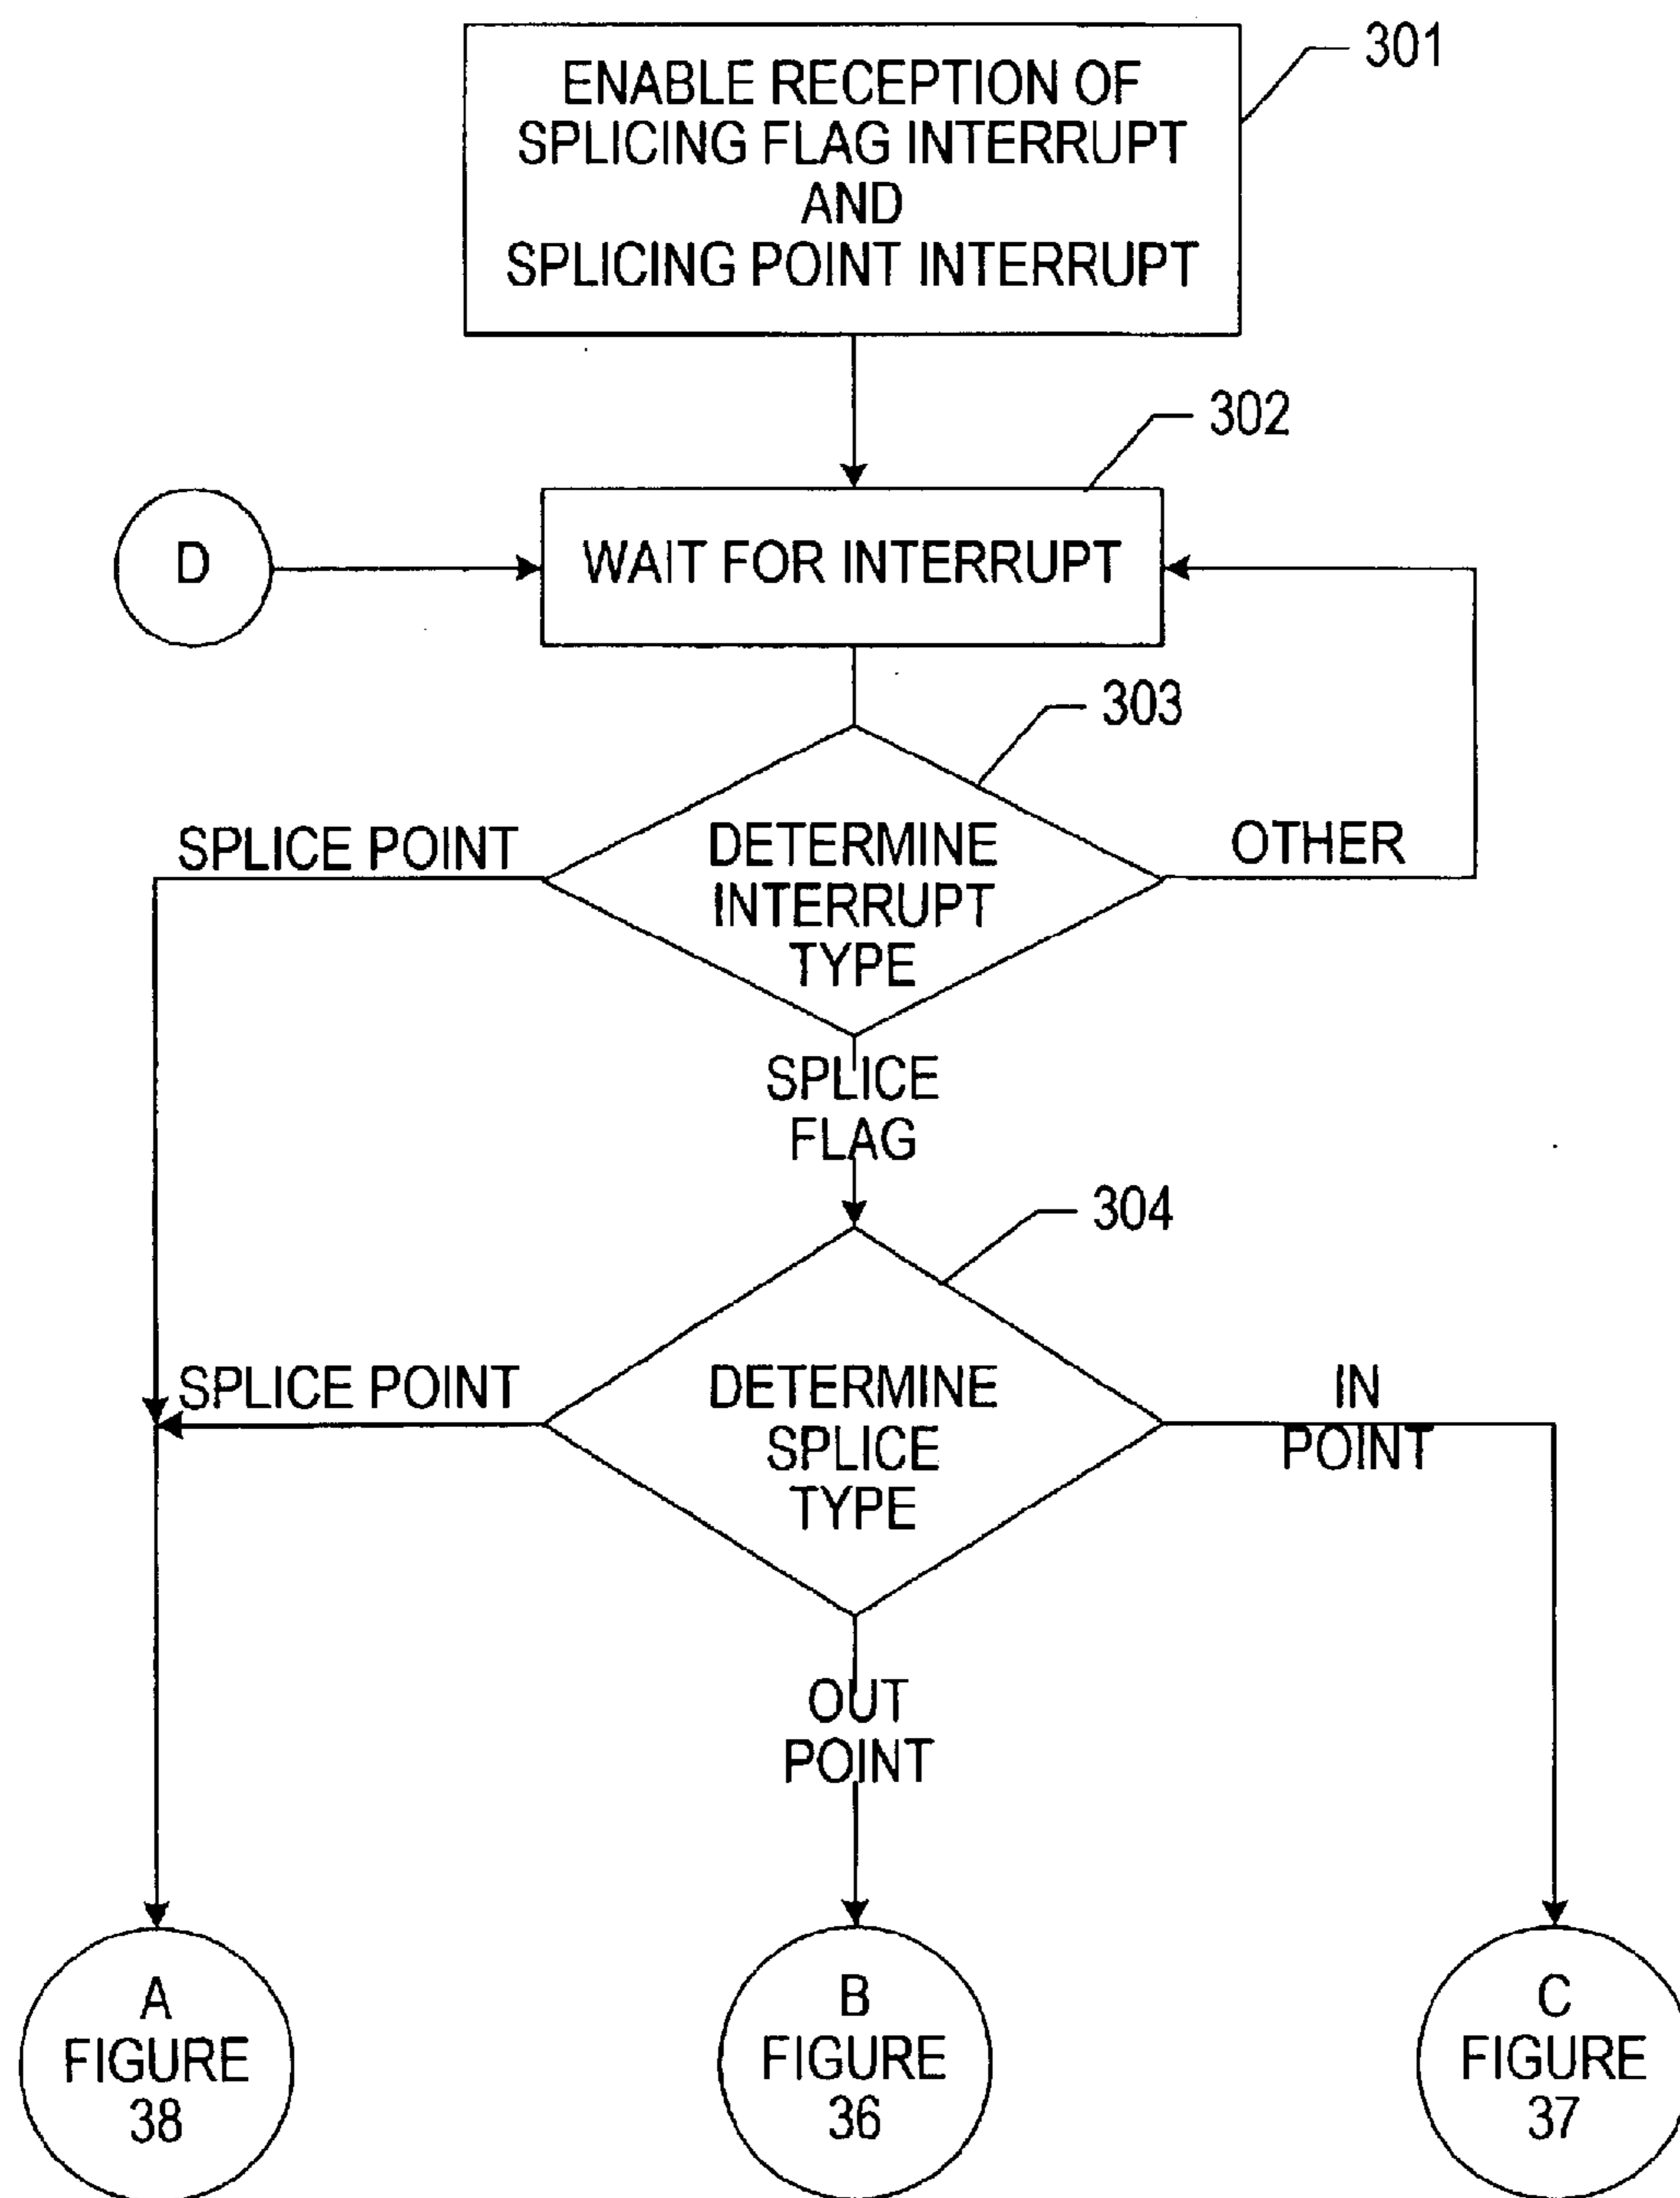 301
ENABLE RECEPTION OF
SPLICING FLAG INTERRUPT
AND
SPLICING POINT INTERRUPT
302
D
WAIT FOR INTERRUPT
303
SPLICE POINT
DETERMINE
INTERRUPT
TYPE
OTHER
SPLICE
FLAG
304
SPLICE POINT
DETERMINE
SPLICE
TYPE
IN
POINT
OUT
POINT
A
FIGURE
38
B
FIGURE
36
C
FIGURE
37